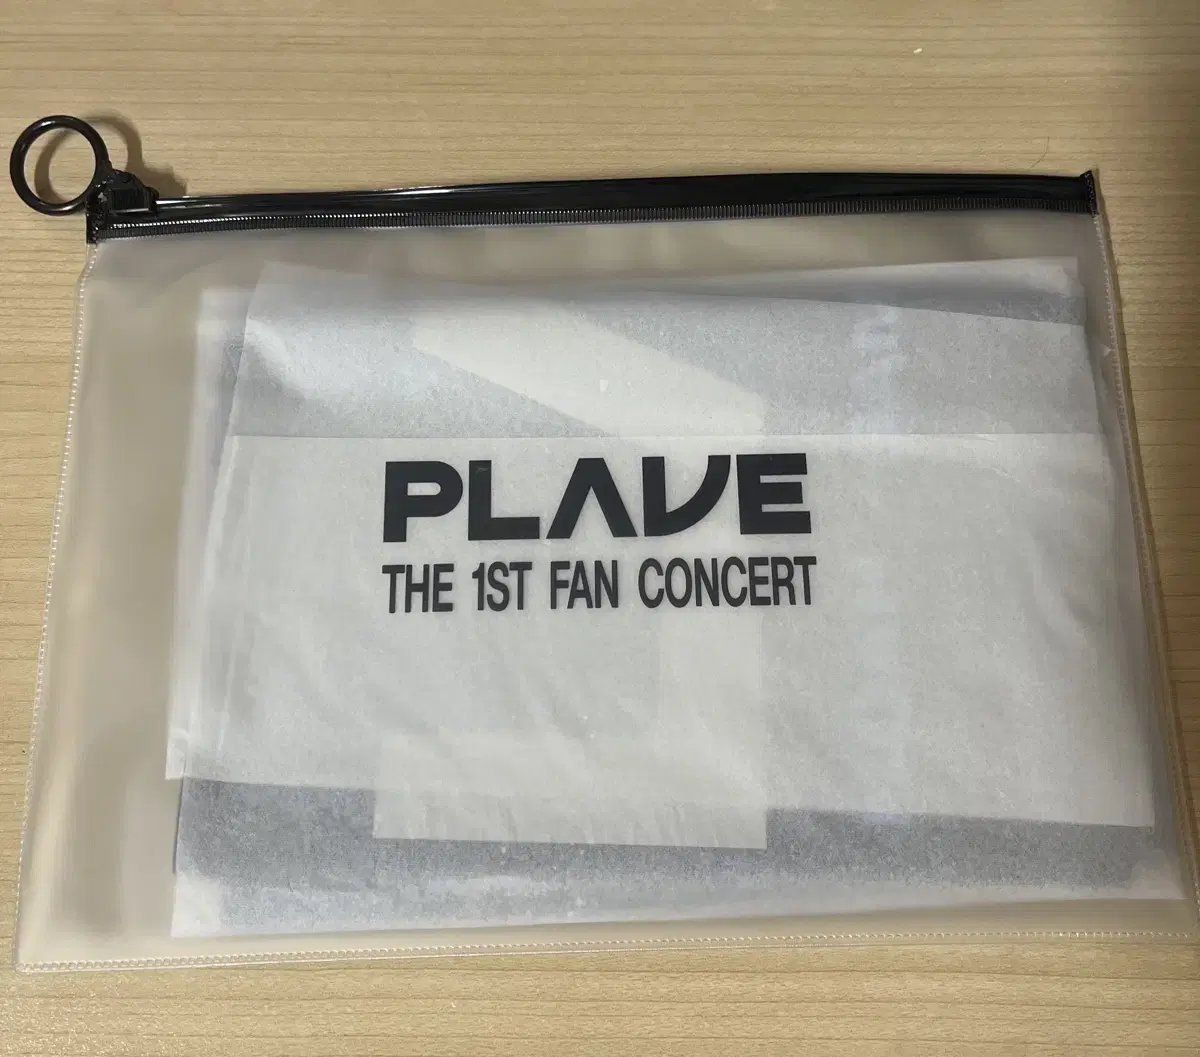 PLAVE
THE 1ST FAN CONCERT